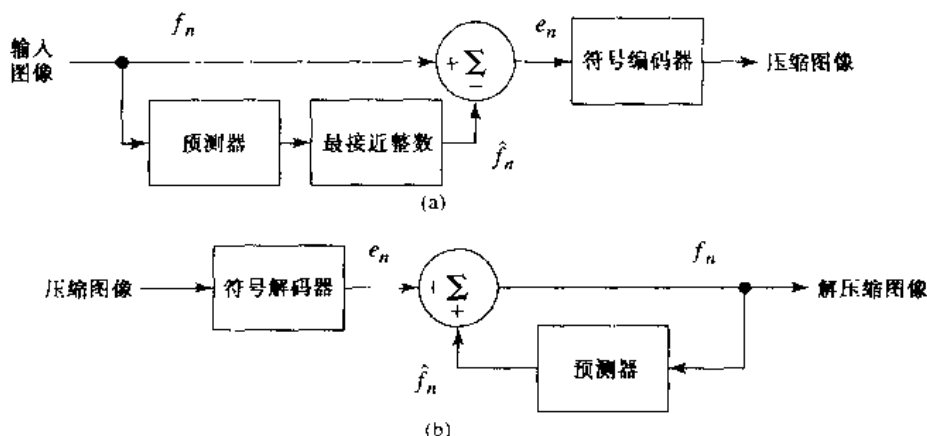 f_n
e_n
输入
图像
+ Σ
−
符号编码器
压缩图像
预测器
最接近整数
f̂_n
(a)
e_n
f_n
压缩图像
符号解码器
+ Σ
+
解压缩图像
f̂_n
预测器
(b)